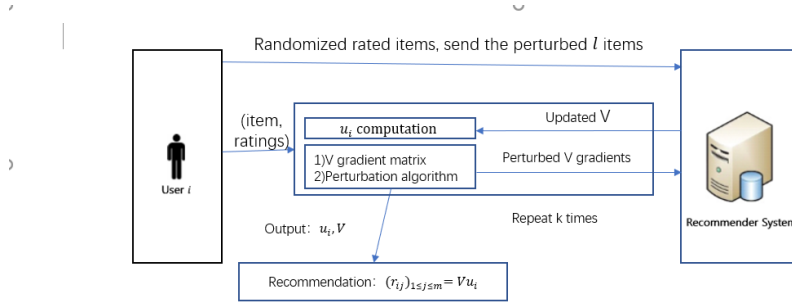 Randomized rated items, send the perturbed l items
(item,
ratings)
u_i computation
Updated V
1)V gradient matrix
2)Perturbation algorithm
Perturbed V gradients
User i
Output: u_i, V
Repeat k times
Recommender System
Recommendation: (r_ij)_1≤j≤m = Vu_i